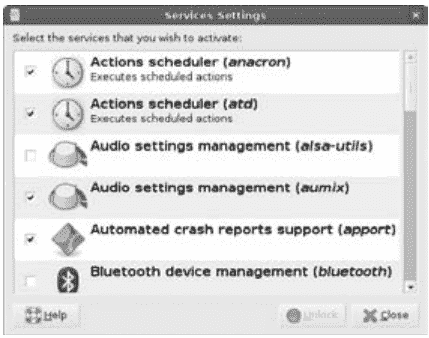 Services Settings
Select the services that you wish to activate:
Actions scheduler (anacron)
Executes scheduled actions
Actions scheduler (atd)
Executes scheduled actions
Audio settings management (alsa-utils)
Audio settings management (aumix)
Automated crash reports support (apport)
Bluetooth device management (bluetooth)
Help
Unlock
Close